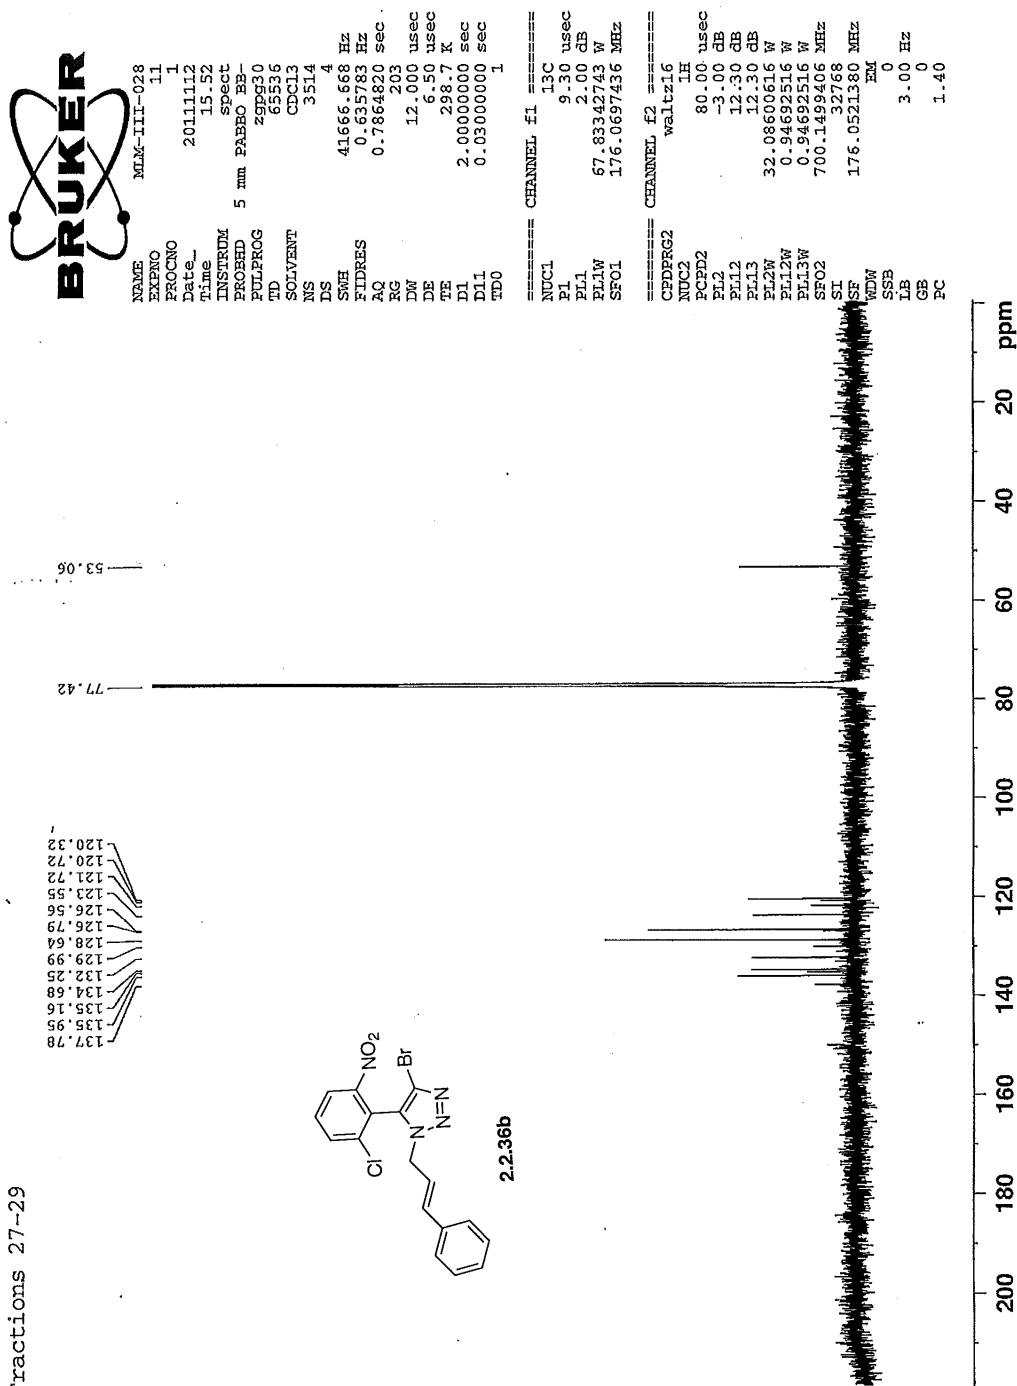 ractions 27-29
BRUKER
NAME MLM-III-028
EXPNO 11
PROCNO 1
Date_ 20111112
Time 15.52
INSTRUM spect
PROBHD 5 mm PABBO BB-
PULPROG zgpg30
TD 65536
SOLVENT CDCl3
NS 3514
DS 4
SWH 41666.668 Hz
FIDRES 0.635783 Hz
AQ 0.7864820 sec
RG 203
DW 12.000 usec
DE 6.50 usec
TE 298.7 K
D1 2.00000000 sec
D11 0.03000000 sec
TD0 1
======== CHANNEL f1 ========
NUC1 13C
P1 9.30 usec
PL1 2.00 dB
PL1W 67.83342743 W
SFO1 176.0697436 MHz
======== CHANNEL f2 ========
CPDPRG2 waltz16
NUC2 1H
PCPD2 80.00 usec
PL2 -3.00 dB
PL12 12.30 dB
PL13 12.30 dB
PL2W 32.08600616 W
PL12W 0.94692516 W
PL13W 0.94692516 W
SFO2 700.1499406 MHz
SI 32768
SF 176.0521380 MHz
WDW EM
SSB 0
LB 3.00 Hz
GB 0
PC 1.40
137.78
135.95
135.16
134.68
132.25
129.99
128.64
126.79
126.56
123.55
121.72
120.72
120.32
77.42
53.06
NO2
Cl
Br
N
N=N
2.2.36b
200 180 160 140 120 100 80 60 40 20 ppm